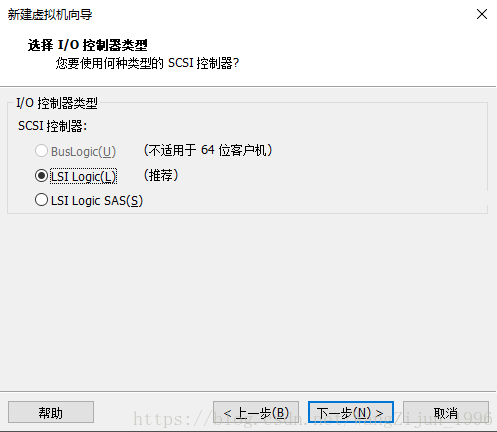 新建虚拟机向导
选择 I/O 控制器类型
您要使用何种类型的 SCSI 控制器?
I/O 控制器类型
SCSI 控制器:
BusLogic(U) (不适用于 64 位客户机)
LSI Logic(L) (推荐)
LSI Logic SAS(S)
帮助 < 上一步(B) 下一步(N) > 取消